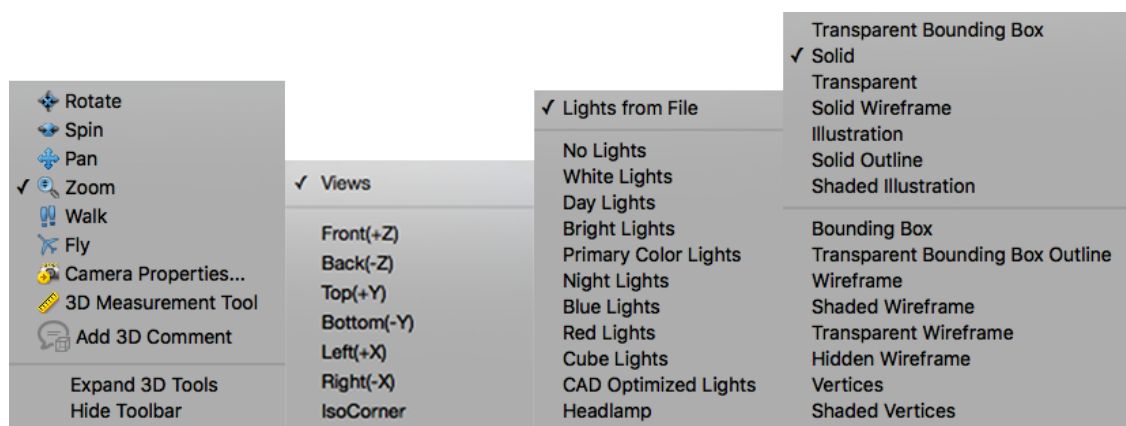 Rotate
Spin
Pan
Zoom
Walk
Fly
Camera Properties...
3D Measurement Tool
Add 3D Comment
Expand 3D Tools
Hide Toolbar
Views
Front(+Z)
Back(-Z)
Top(+Y)
Bottom(-Y)
Left(+X)
Right(-X)
IsoCorner
Lights from File
No Lights
White Lights
Day Lights
Bright Lights
Primary Color Lights
Night Lights
Blue Lights
Red Lights
Cube Lights
CAD Optimized Lights
Headlamp
Transparent Bounding Box
Solid
Transparent
Solid Wireframe
Illustration
Solid Outline
Shaded Illustration
Bounding Box
Transparent Bounding Box Outline
Wireframe
Shaded Wireframe
Transparent Wireframe
Hidden Wireframe
Vertices
Shaded Vertices